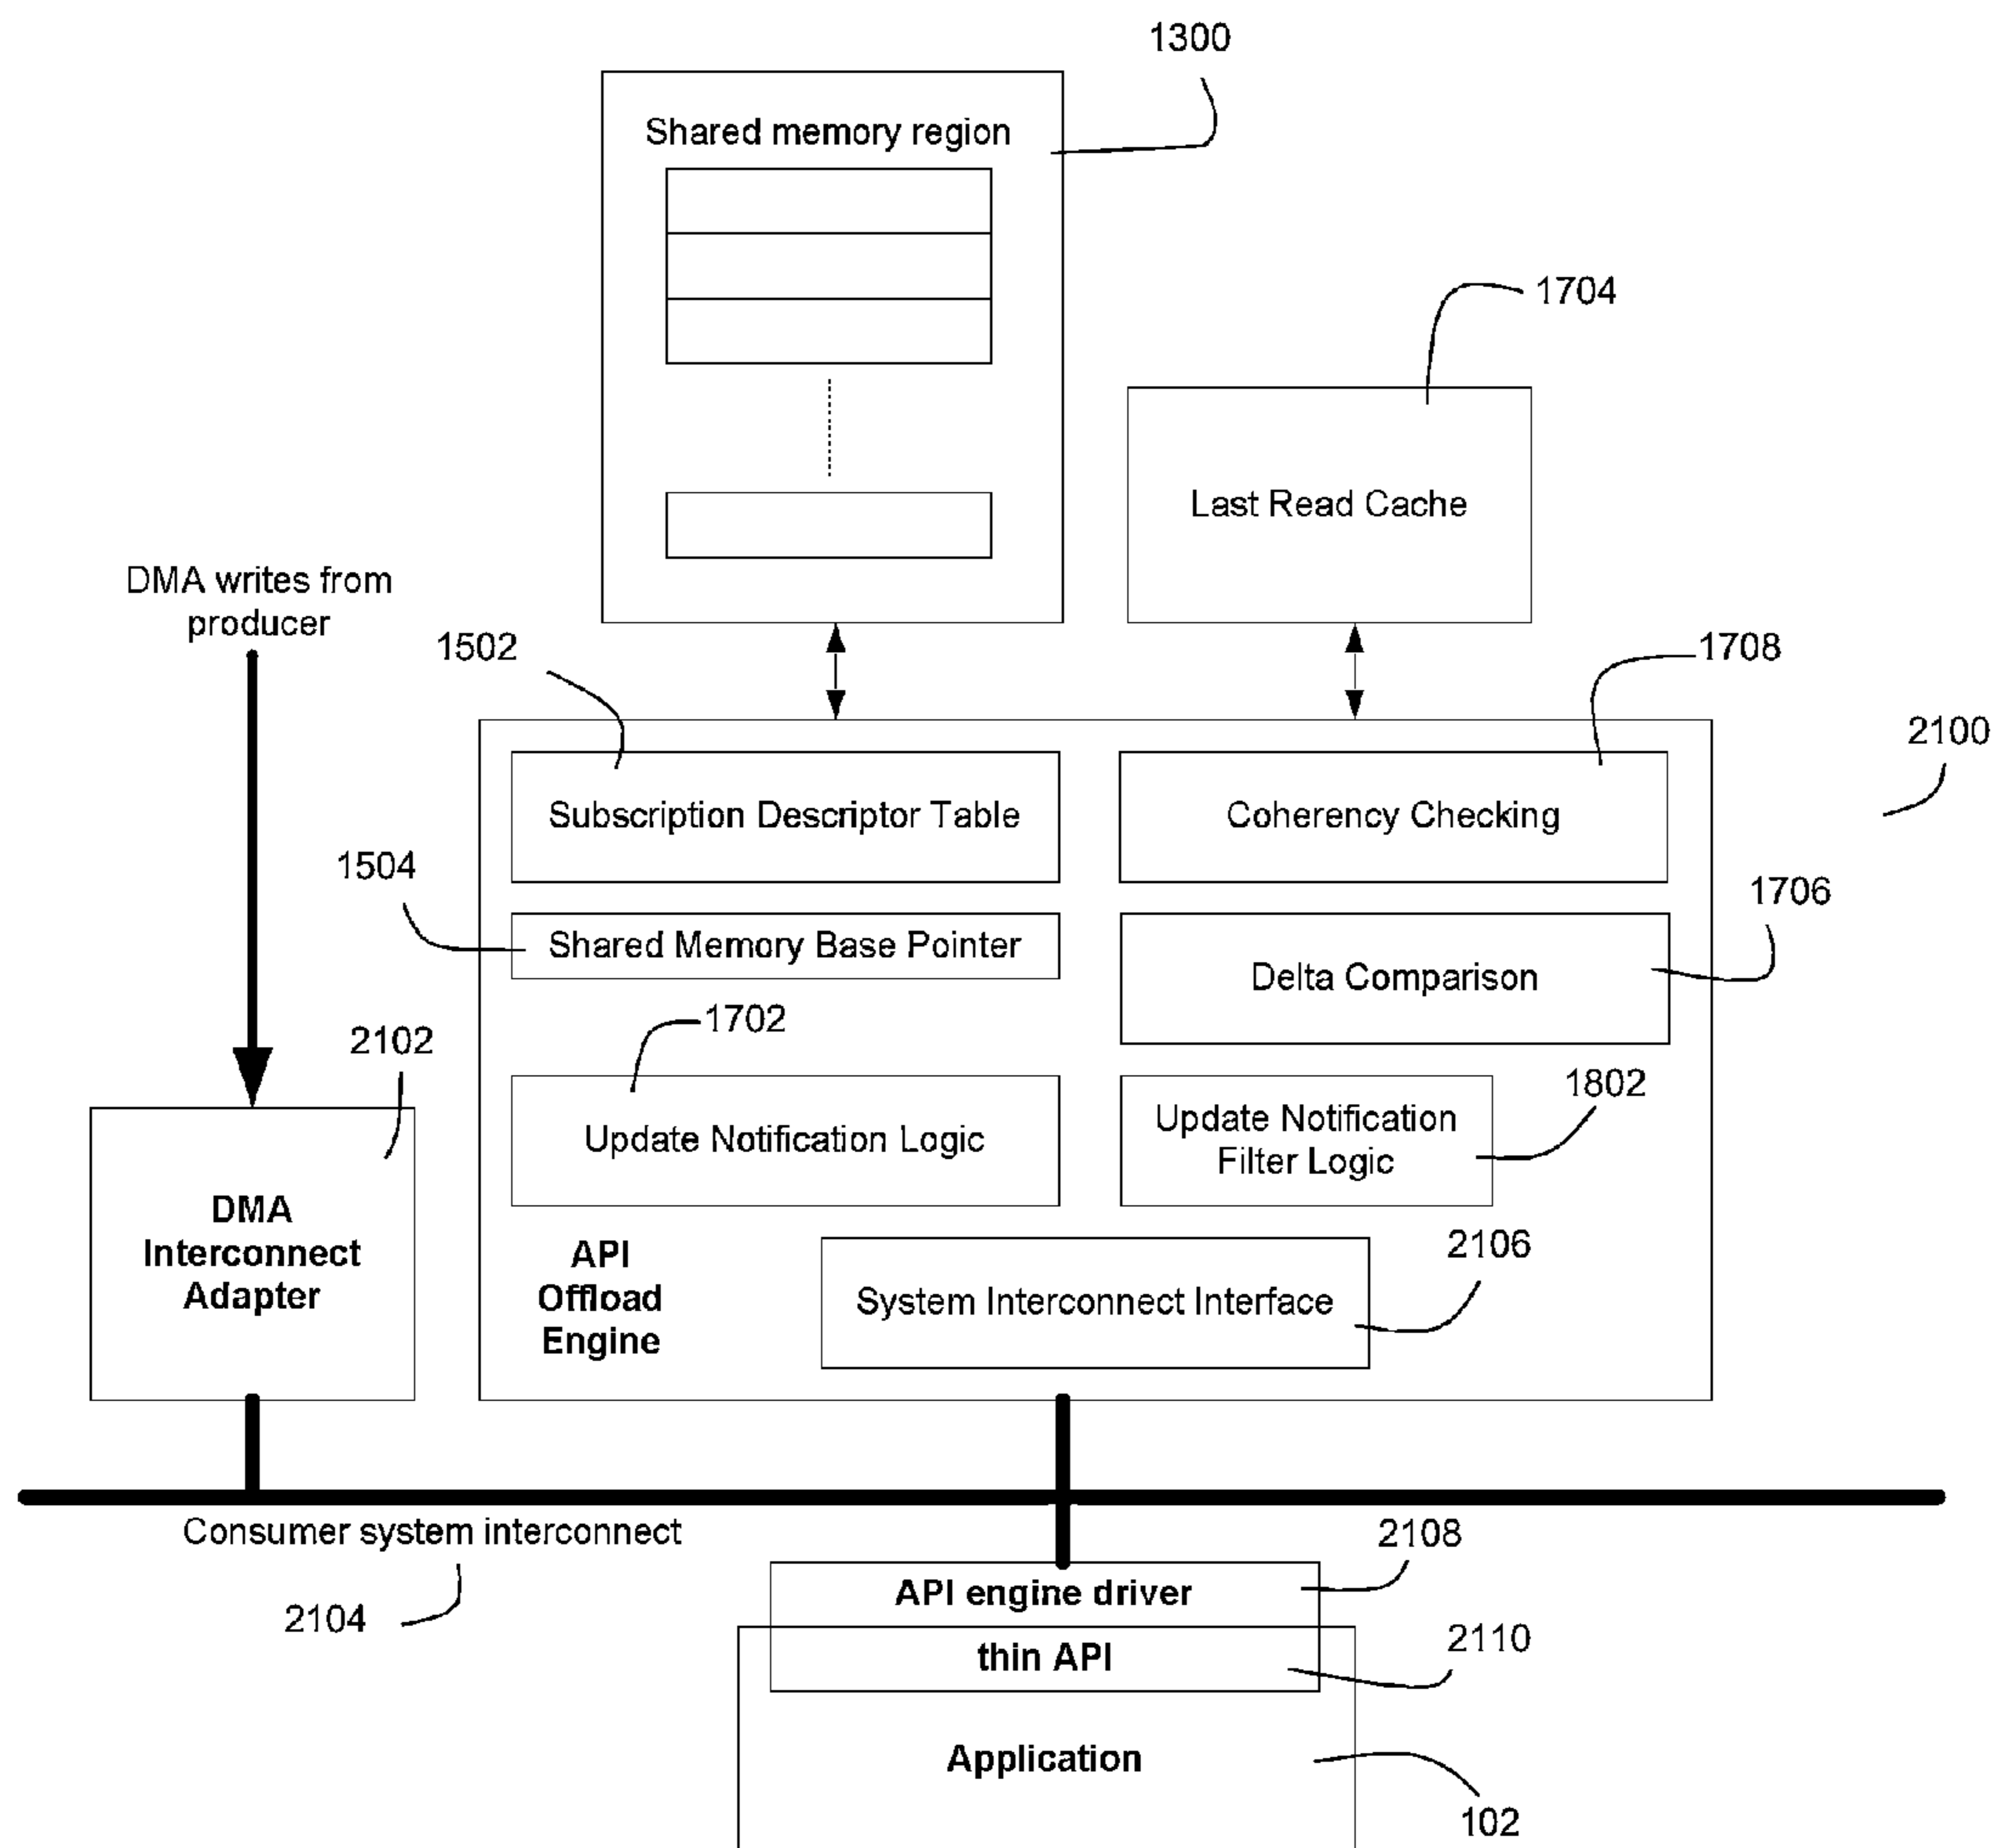 1300
Shared memory region
1704
Last Read Cache
DMA writes from
producer
1502
1708
2100
Subscription Descriptor Table
Coherency Checking
1504
1706
Shared Memory Base Pointer
Delta Comparison
1702
2102
1802
Update Notification Logic
Update Notification
Filter Logic
DMA
Interconnect
Adapter
API
Offload
Engine
2106
System Interconnect Interface
Consumer system interconnect
2104
2108
API engine driver
2110
thin API
Application
102